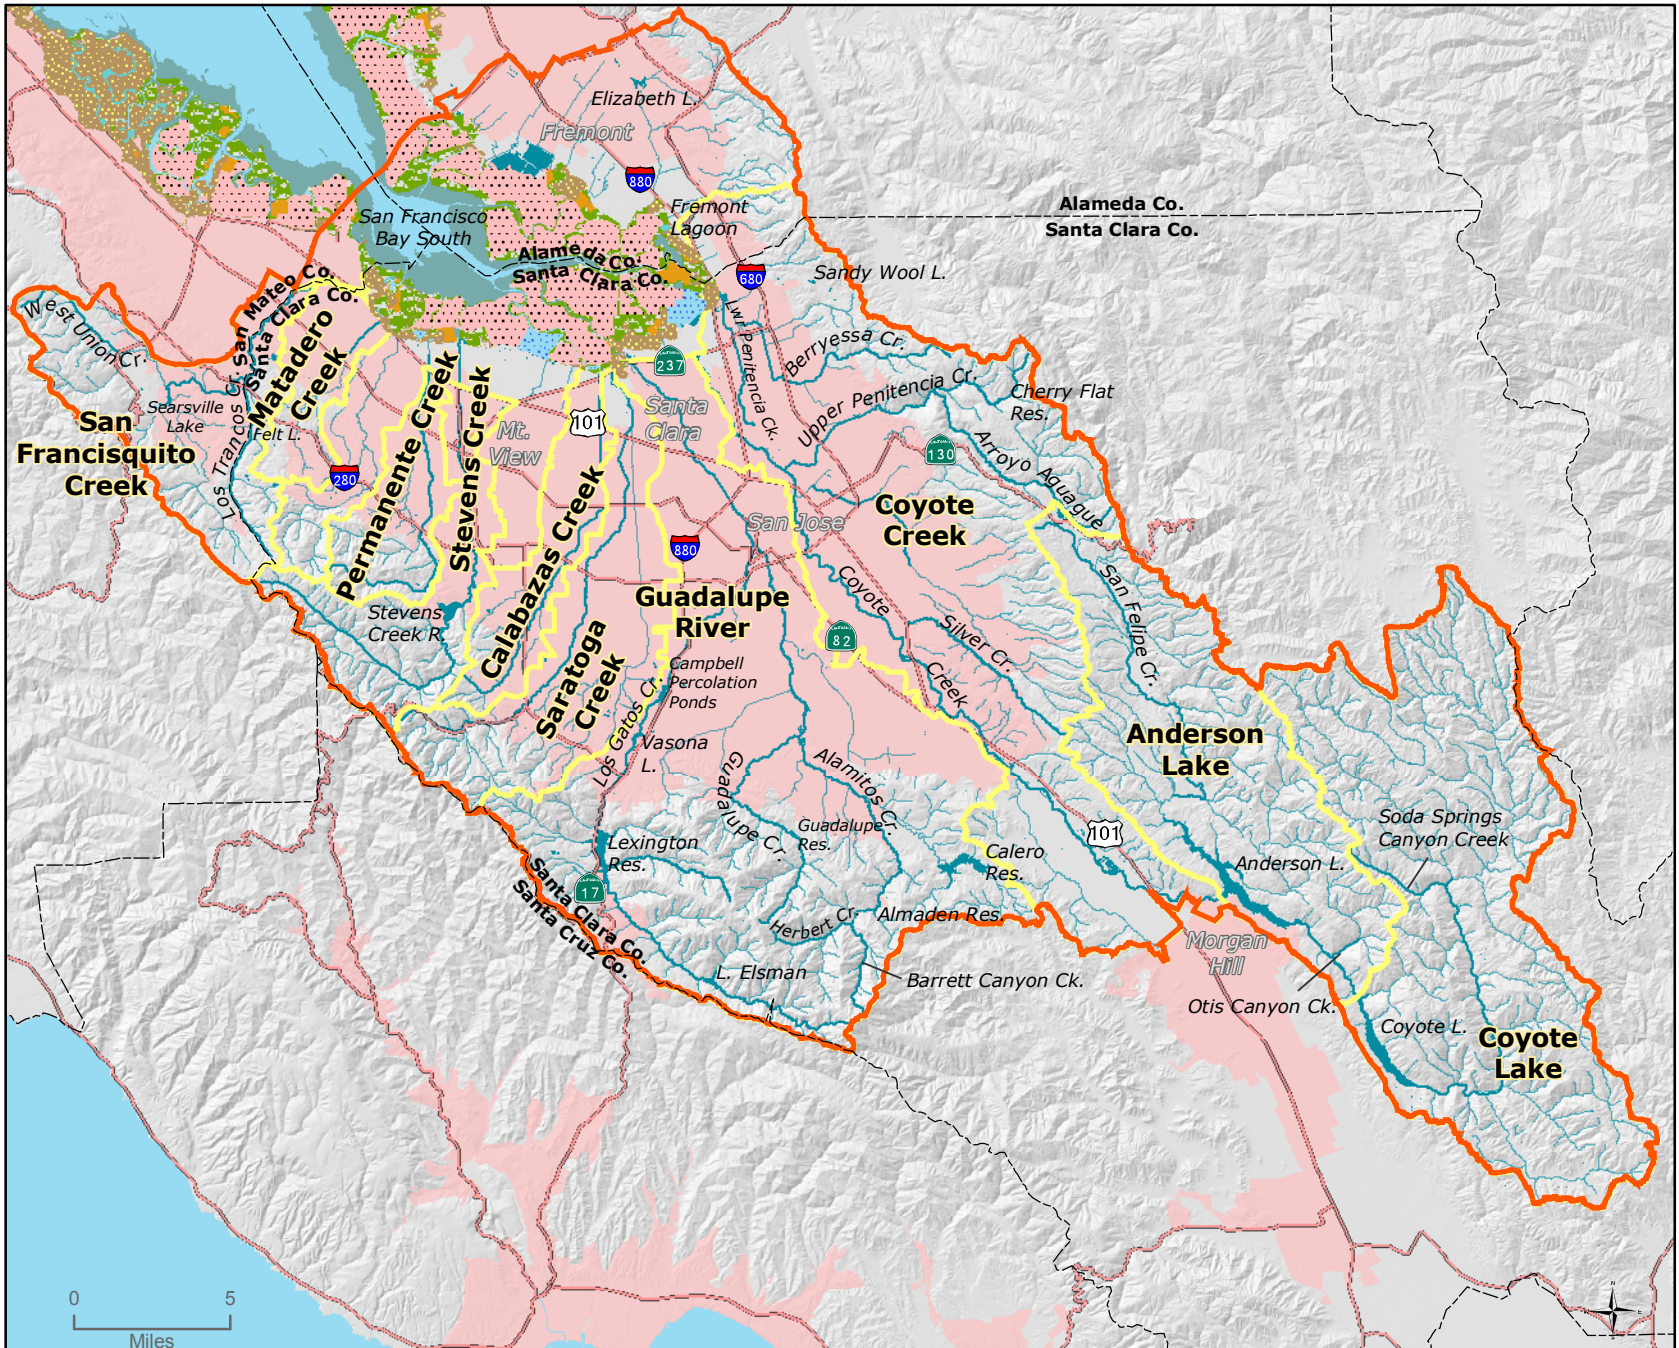 Elizabeth L.
Fremont
880
San Francisco
Bay South
Fremont
Lagoon
Alameda Co.
Santa Clara Co.
Alameda Co.
Santa Clara Co.
680
Sandy Wool L.
San Mateo Co.
Santa Clara Co.
West Union Cr.
Matadero
Creek
Searsville
Lake
Felt L.
Los Trancos Cr.
San
Francisquito
Creek
280
Permanente Creek
Stevens Creek
Mt.
View
CALIFORNIA
237
101
Santa
Clara
Lwr Penitencia Ck.
Berryessa Cr.
Upper Penitencia Cr.
Cherry Flat
Res.
CALIFORNIA
130
Arroyo Aguague
Coyote
Creek
San Jose
880
Calabazas Creek
Stevens
Creek R.
Guadalupe
River
Saratoga
Creek
Campbell
Percolation
Ponds
Los Gatos Cr.
Vasona
L.
CALIFORNIA
82
Coyote
Creek
Silver Cr.
San Felipe Cr.
Anderson
Lake
Guadalupe Cr.
Alamitos Cr.
Guadalupe
Res.
Lexington
Res.
CALIFORNIA
17
Santa Clara Co.
Santa Cruz Co.
Calero
Res.
101
Anderson L.
Soda Springs
Canyon Creek
Herbert Cr.
Almaden Res.
L. Elsman
Barrett Canyon Ck.
Morgan
Hill
Otis Canyon Ck.
Coyote L.
Coyote
Lake
0 5
Miles
N
E